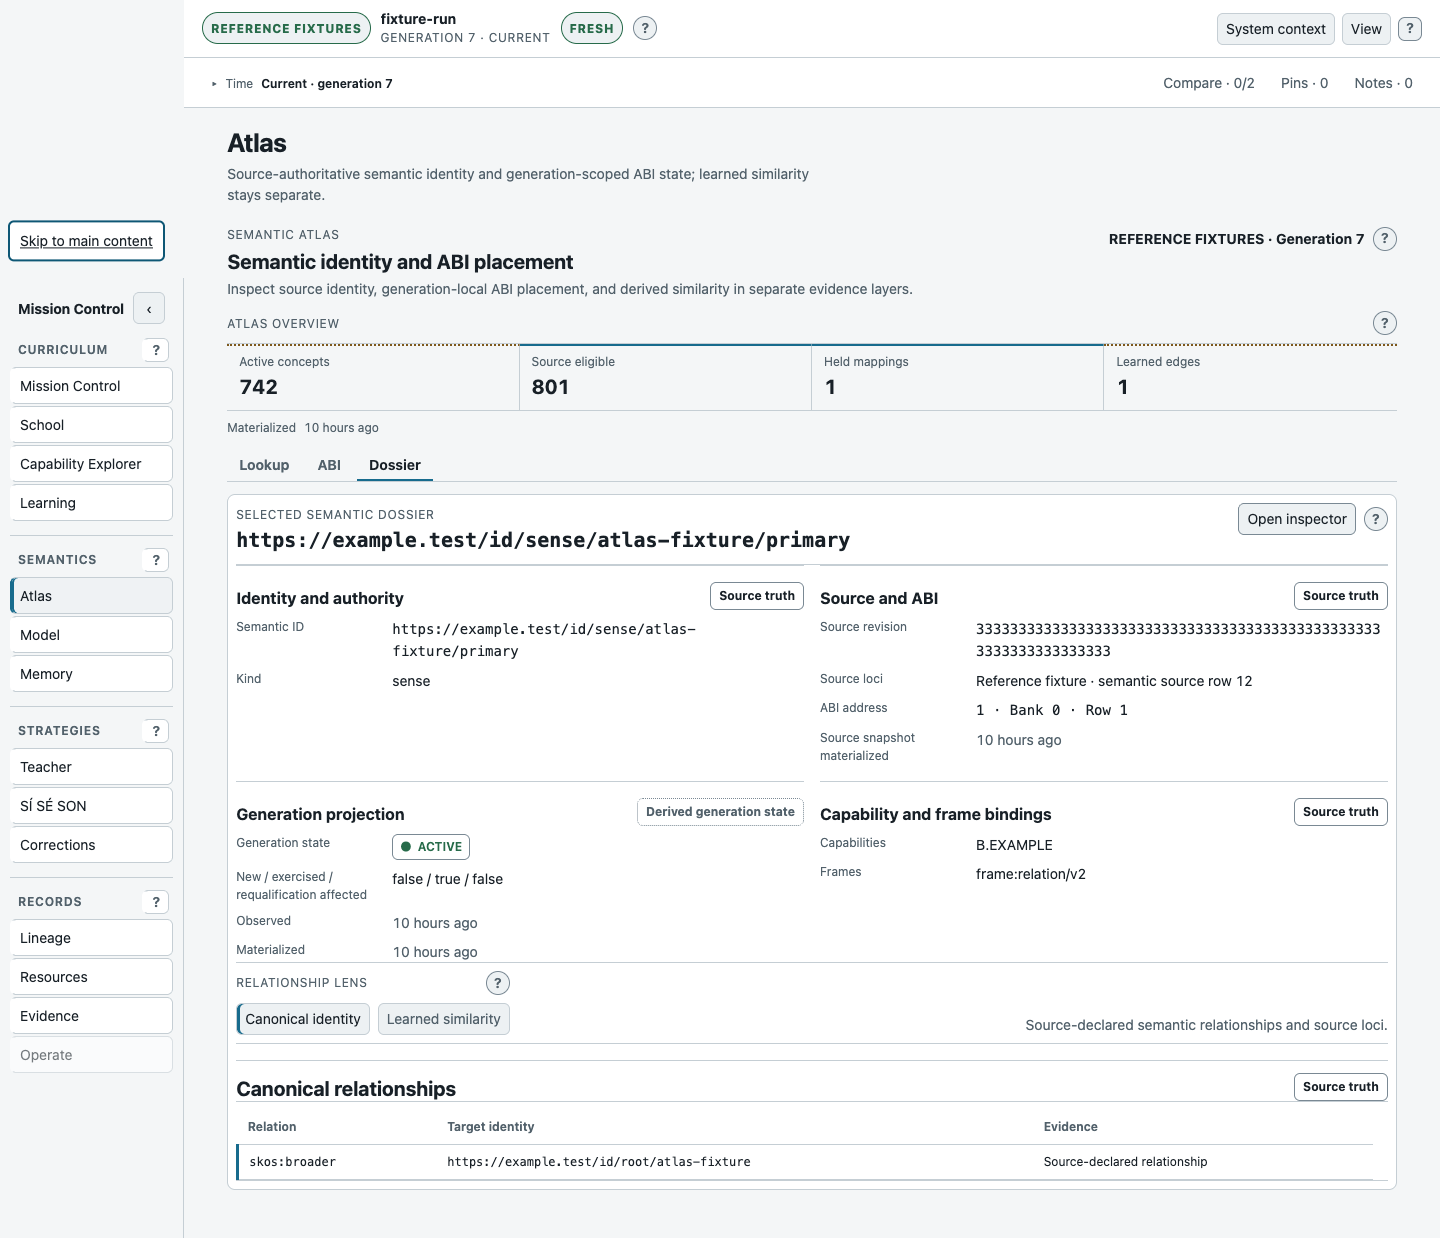 REFERENCE FIXTURES
fixture-run
GENERATION 7 · CURRENT
FRESH
?
System context
View
?
▸ Time Current · generation 7
Compare · 0/2
Pins · 0
Notes · 0
Skip to main content
Mission Control
‹
CURRICULUM
?
Mission Control
School
Capability Explorer
Learning
SEMANTICS
?
Atlas
Model
Memory
STRATEGIES
?
Teacher
SÍ SÉ SON
Corrections
RECORDS
?
Lineage
Resources
Evidence
Operate
Atlas
Source-authoritative semantic identity and generation-scoped ABI state; learned similarity
stays separate.
SEMANTIC ATLAS
REFERENCE FIXTURES · Generation 7
?
Semantic identity and ABI placement
Inspect source identity, generation-local ABI placement, and derived similarity in separate evidence layers.
ATLAS OVERVIEW
?
Active concepts
742
Source eligible
801
Held mappings
1
Learned edges
1
Materialized 10 hours ago
Lookup
ABI
Dossier
SELECTED SEMANTIC DOSSIER
https://example.test/id/sense/atlas-fixture/primary
Open inspector
?
Identity and authority
Source truth
Semantic ID
https://example.test/id/sense/atlas-
fixture/primary
Kind
sense
Source and ABI
Source truth
Source revision
333333333333333333333333333333333333333333333333
3333333333333333
Source loci
Reference fixture · semantic source row 12
ABI address
1 · Bank 0 · Row 1
Source snapshot
materialized
10 hours ago
Generation projection
Derived generation state
Generation state
ACTIVE
New / exercised /
requalification affected
false / true / false
Observed
10 hours ago
Materialized
10 hours ago
Capability and frame bindings
Source truth
Capabilities
B.EXAMPLE
Frames
frame:relation/v2
RELATIONSHIP LENS
?
Canonical identity
Learned similarity
Source-declared semantic relationships and source loci.
Canonical relationships
Source truth
Relation
Target identity
Evidence
skos:broader
https://example.test/id/root/atlas-fixture
Source-declared relationship